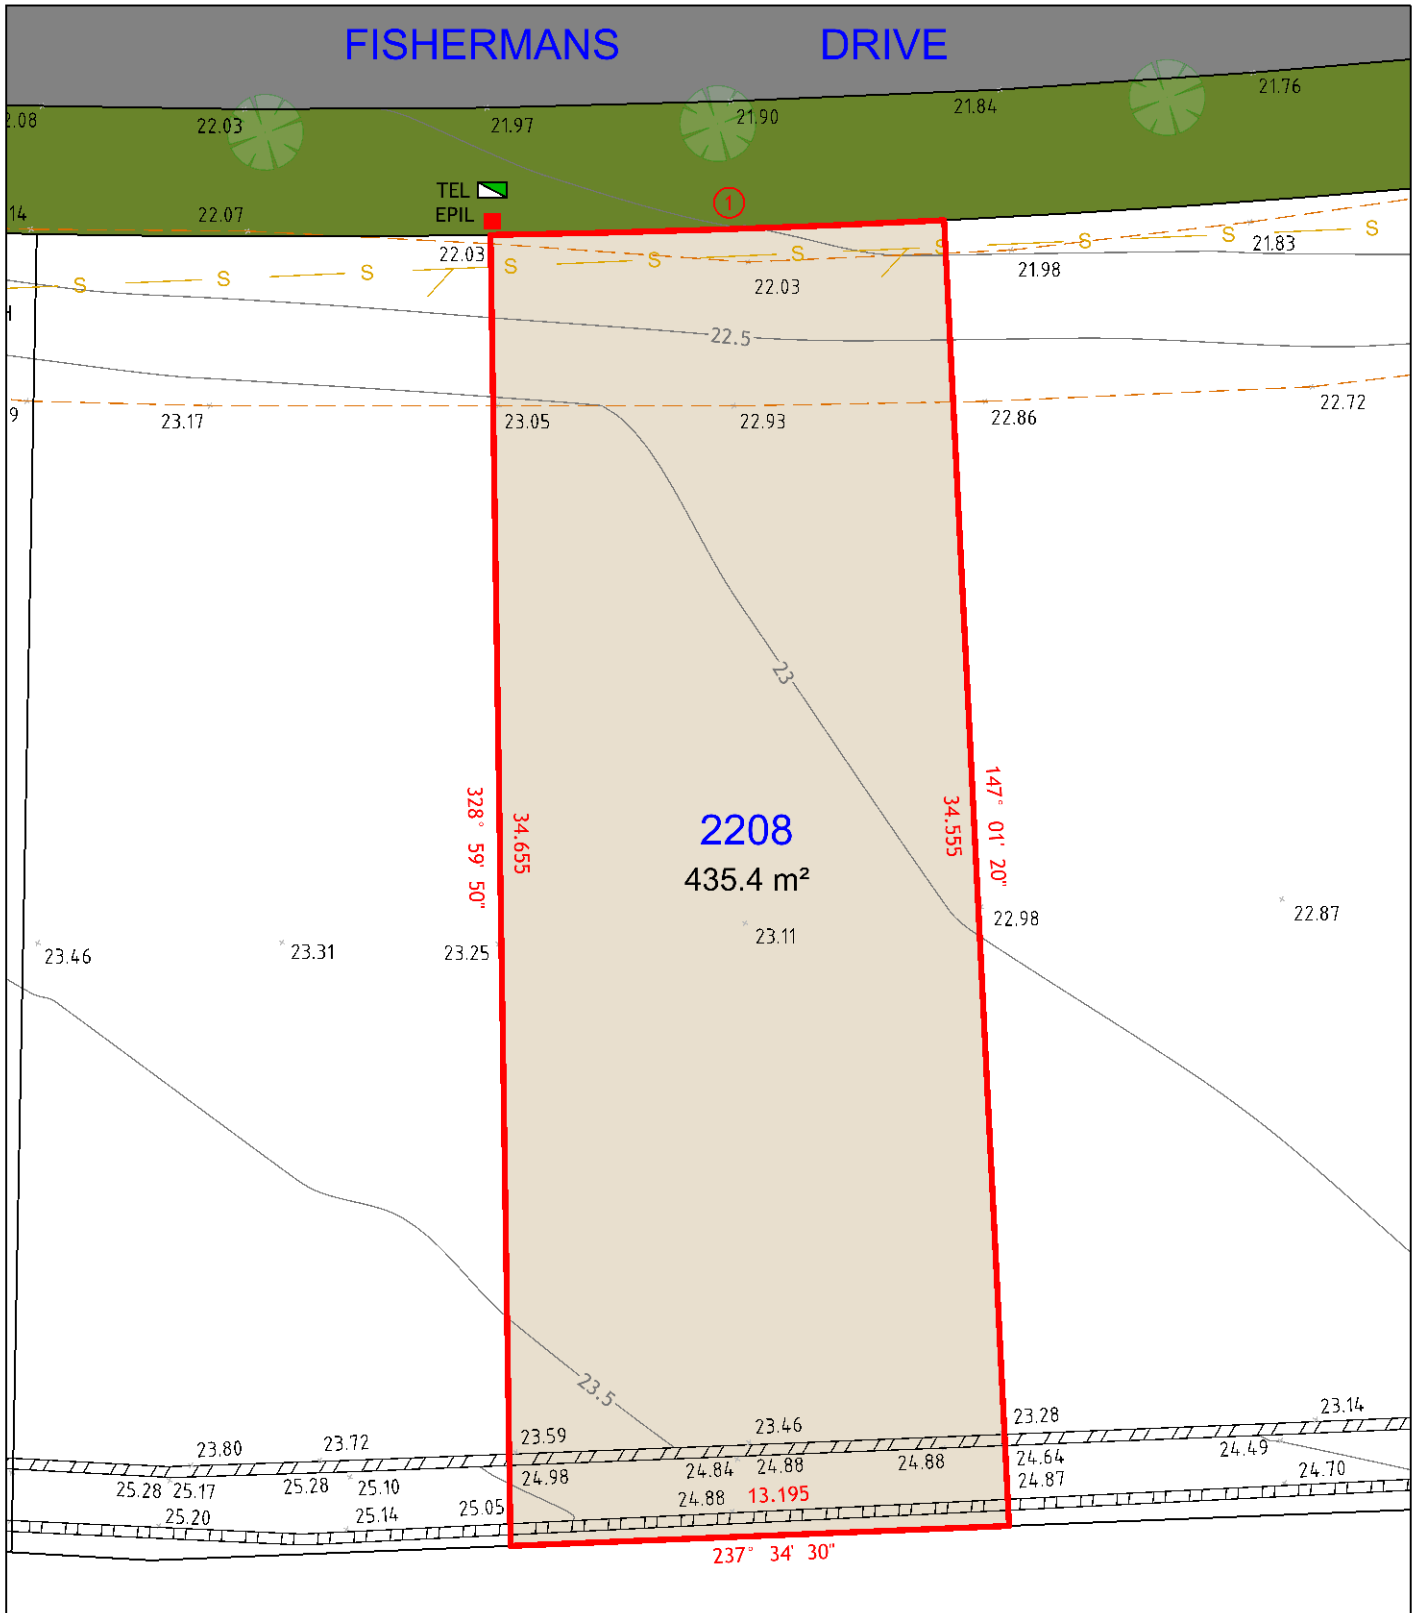 FISHERMANS DRIVE
21.76
21.84
21.90
2.08 22.03 21.97
TEL
1
14 22.07 EPIL
S S S S S S S S S S
22.03 21.83
22.03 21.98
H
22.5
22.72
9 23.17 23.05 22.93 22.86
23
328° 59' 50"
34.655
34.555
147° 01' 20"
2208
435.4 m²
22.98 22.87
23.46 23.31 23.25 23.11
23.5
23.14
23.80 23.72 23.59 23.46 23.28
24.98 24.84 24.88 24.88 24.64 24.49
25.28 25.17 25.28 25.10 24.87 24.70
25.20 25.14 25.05 24.88 13.195
237° 34' 30"